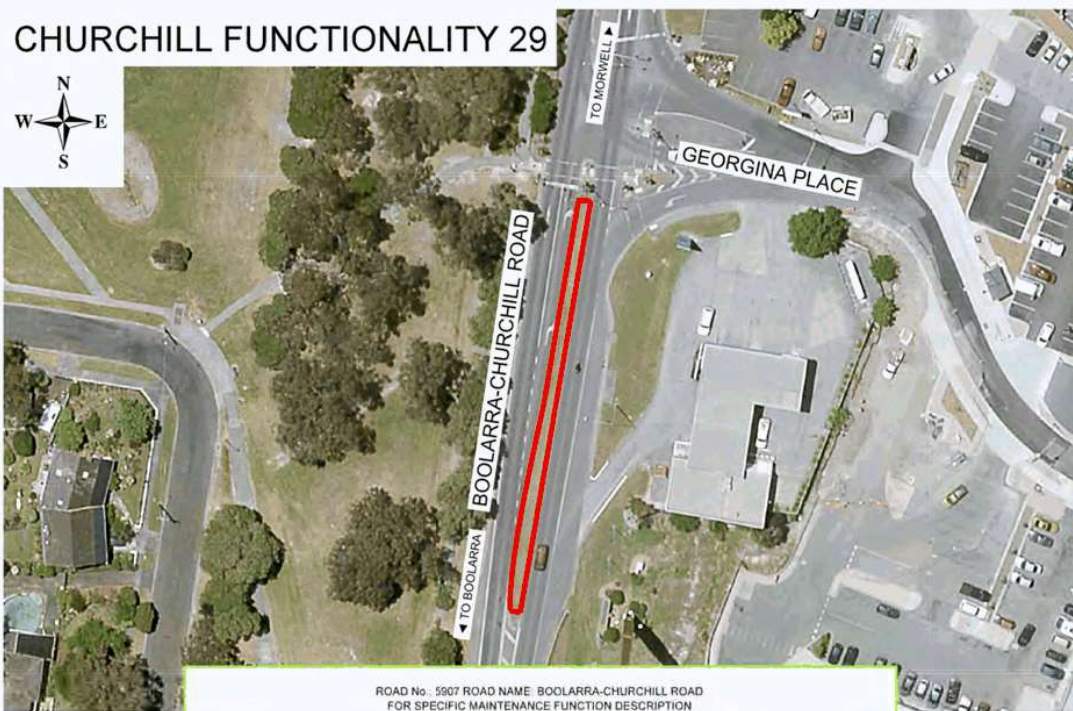 CHURCHILL FUNCTIONALITY 29
N
W E
S
TO MORWELL ▶
GEORGINA PLACE
BOOLARRA-CHURCHILL ROAD
◀ TO BOOLARRA
ROAD No.: 5907 ROAD NAME: BOOLARRA-CHURCHILL ROAD
FOR SPECIFIC MAINTENANCE FUNCTION DESCRIPTION